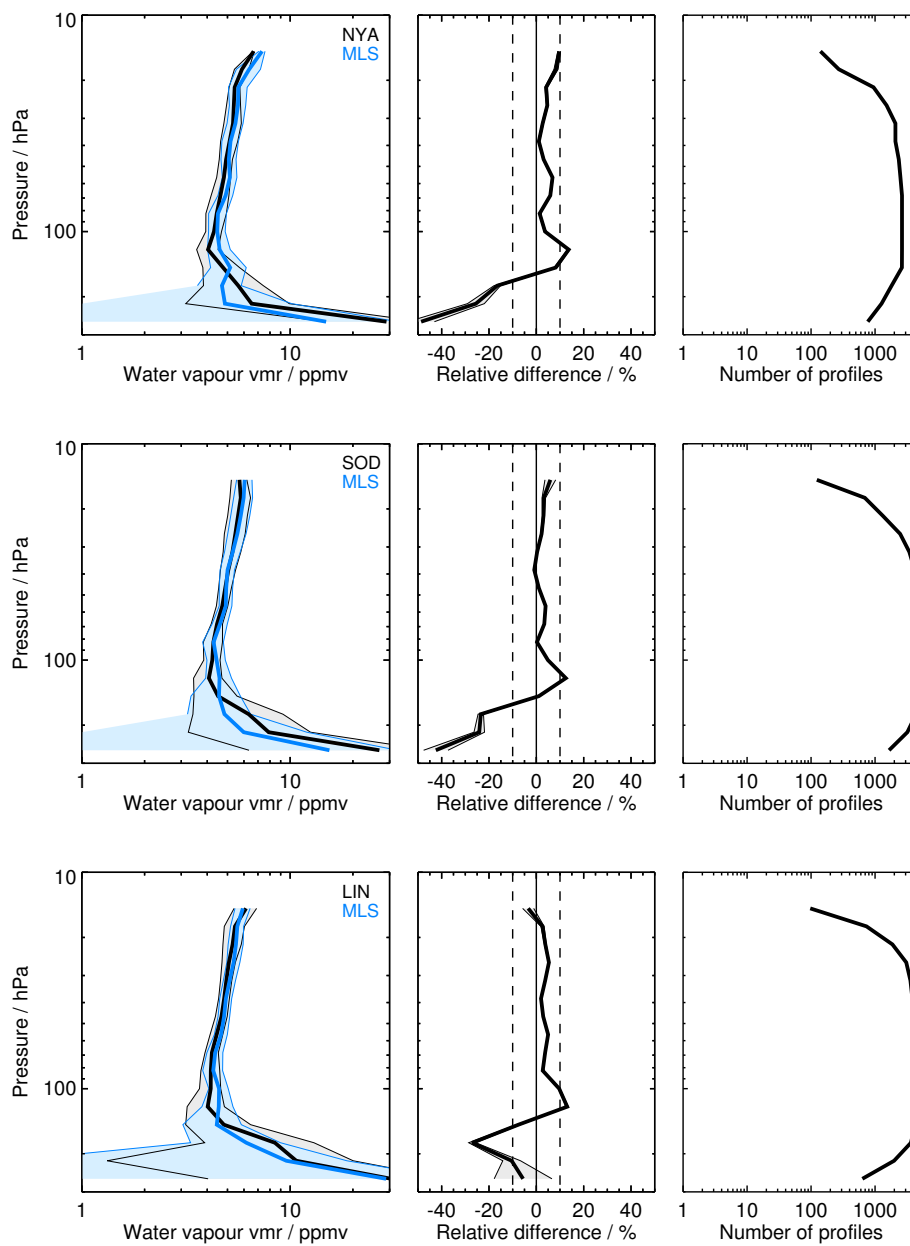 10
100
Pressure / hPa
NYA
MLS
1
10
Water vapour vmr / ppmv
-40 -20 0 20 40
Relative difference / %
1 10 100 1000
Number of profiles
10
100
Pressure / hPa
SOD
MLS
1
10
Water vapour vmr / ppmv
-40 -20 0 20 40
Relative difference / %
1 10 100 1000
Number of profiles
10
100
Pressure / hPa
LIN
MLS
1
10
Water vapour vmr / ppmv
-40 -20 0 20 40
Relative difference / %
1 10 100 1000
Number of profiles